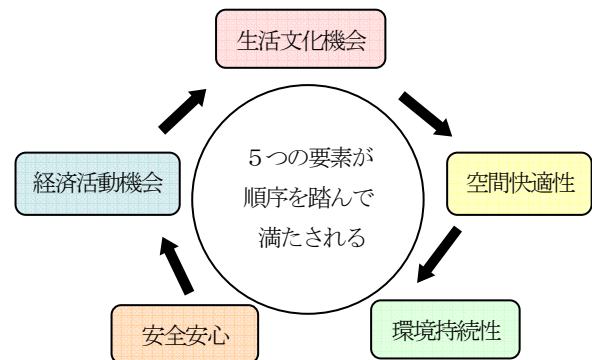 生活文化機会
５つの要素が
順序を踏んで
満たされる
経済活動機会
空間快適性
安全安心
環境持続性